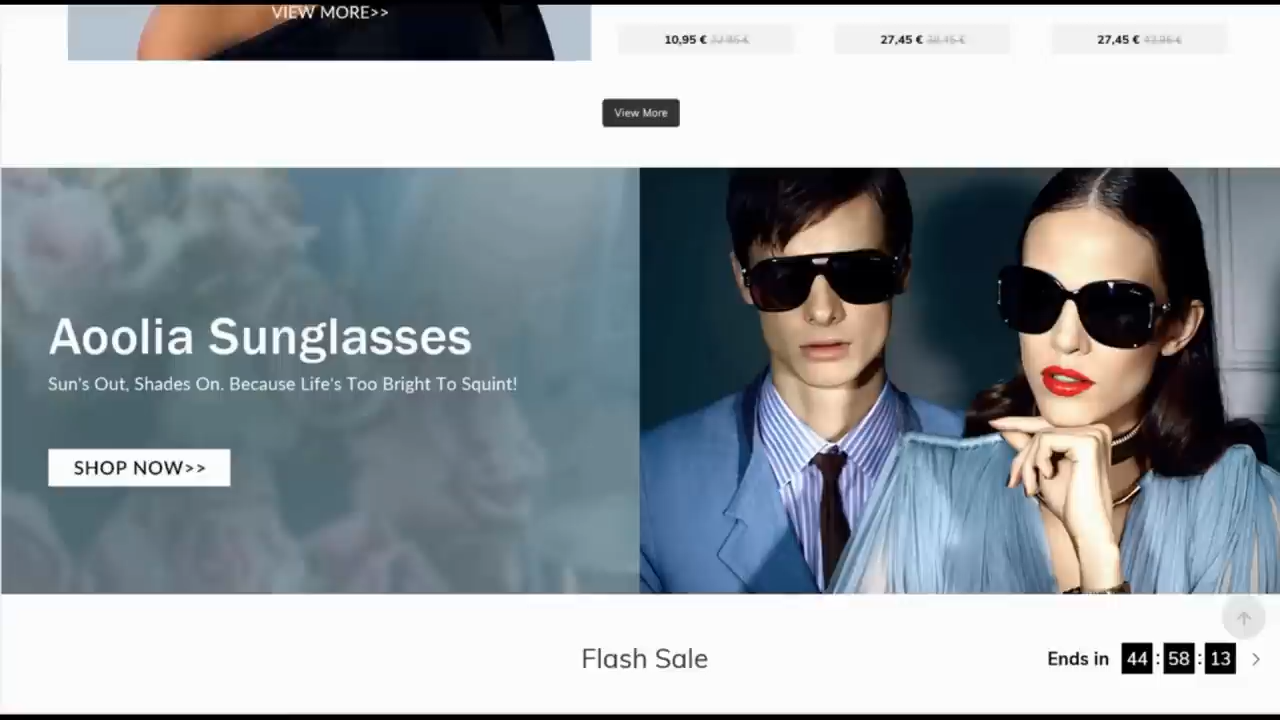 VIEW MORE>>
10,95 €
27,45 €
27,45 €
View More
Aoolia Sunglasses
Sun's Out, Shades On. Because Life's Too Bright To Squint!
SHOP NOW>>
Flash Sale
Ends in 44 : 58 : 13